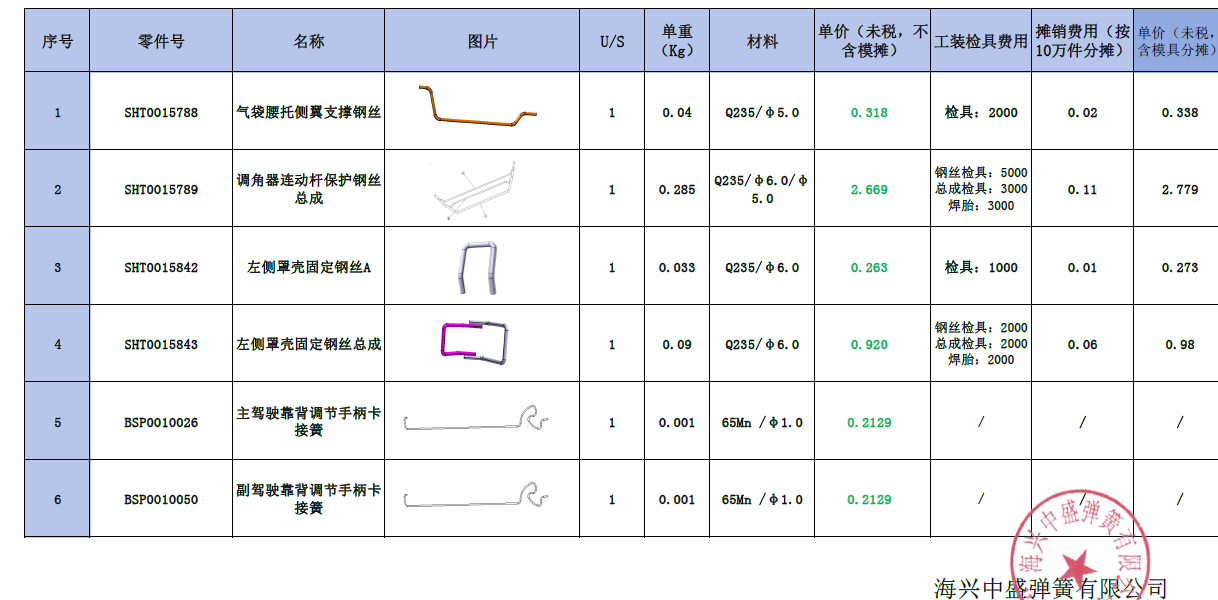 序号 零件号 名称 图片 U/S 单重（Kg） 材料 单价（未税，不含模摊） 工装检具费用 摊销费用（按10万件分摊） 单价（未税，含模具分摊）
1 SHT0015788 气袋腰托侧翼支撑钢丝 1 0.04 Q235/φ5.0 0.318 检具：2000 0.02 0.338
2 SHT0015789 调角器连动杆保护钢丝总成 1 0.285 Q235/φ6.0/φ5.0 2.669 钢丝检具：5000 总成检具：3000 焊胎：3000 0.11 2.779
3 SHT0015842 左侧罩壳固定钢丝A 1 0.033 Q235/φ6.0 0.263 检具：1000 0.01 0.273
4 SHT0015843 左侧罩壳固定钢丝总成 1 0.09 Q235/φ6.0 0.920 钢丝检具：2000 总成检具：2000 焊胎：2000 0.06 0.98
5 BSP0010026 主驾驶靠背调节手柄卡接簧 1 0.001 65Mn /φ1.0 0.2129 / / /
6 BSP0010050 副驾驶靠背调节手柄卡接簧 1 0.001 65Mn /φ1.0 0.2129 / / /
海兴中盛弹簧有限公
海兴中盛弹簧有限公司